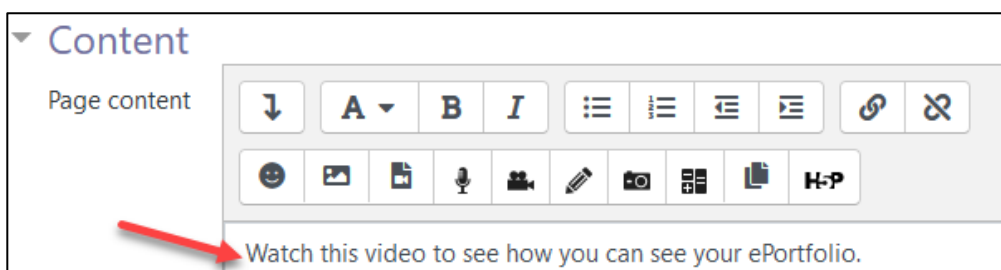 Content
Page content
A B I
H5P
Watch this video to see how you can see your ePortfolio.